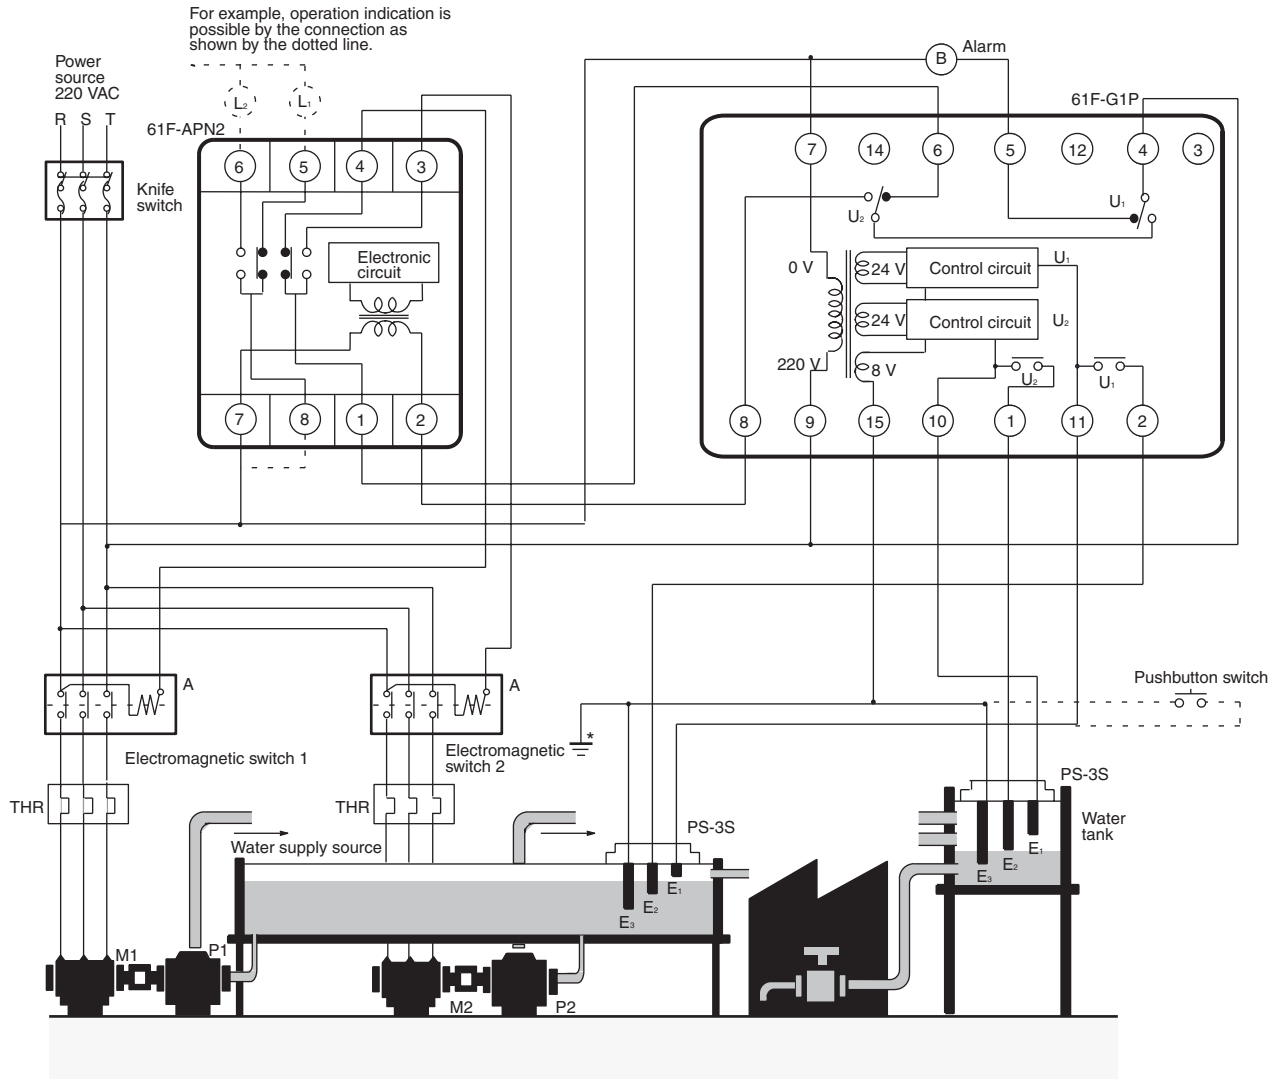 For example, operation indication is
possible by the connection as
shown by the dotted line.
Power
source
220 VAC
R S T
L2 L1
61F-APN2
6 5 4 3
Knife
switch
Electronic
circuit
7 8 1 2
B Alarm
61F-G1P
7 14 6 5 12 4 3
U2
U1
0 V
24 V Control circuit U1
24 V Control circuit U2
220 V
8 V
U2
U1
8 9 15 10 1 11 2
A
A
Electromagnetic switch 1
Electromagnetic
switch 2
*
Pushbutton switch
THR
THR
PS-3S
PS-3S
Water supply source
Water
tank
E1
E2
E3
E1
E2
E3
M1
P1
M2
P2